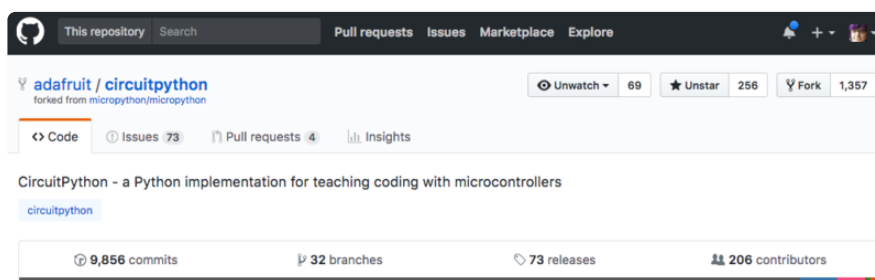 This repository Search Pull requests Issues Marketplace Explore
adafruit / circuitpython Unwatch 69 Unstar 256 Fork 1,357
forked from micropython/micropython
Code Issues 73 Pull requests 4 Insights
CircuitPython - a Python implementation for teaching coding with microcontrollers
circuitpython
9,856 commits 32 branches 73 releases 206 contributors